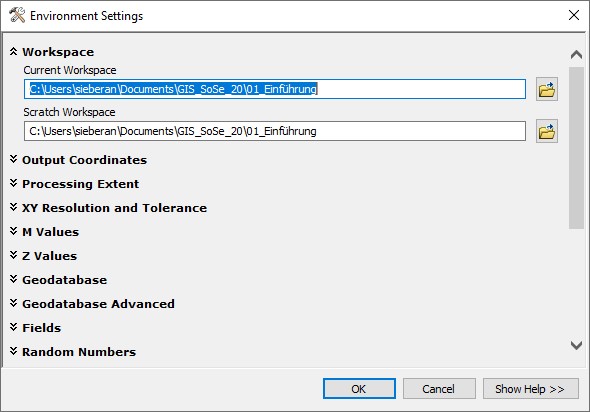 Environment Settings
Workspace
Current Workspace
C:\Users\sieberan\Documents\GIS_SoSe_20\01_Einführung
Scratch Workspace
C:\Users\sieberan\Documents\GIS_SoSe_20\01_Einführung
Output Coordinates
Processing Extent
XY Resolution and Tolerance
M Values
Z Values
Geodatabase
Geodatabase Advanced
Fields
Random Numbers
OK Cancel Show Help >>